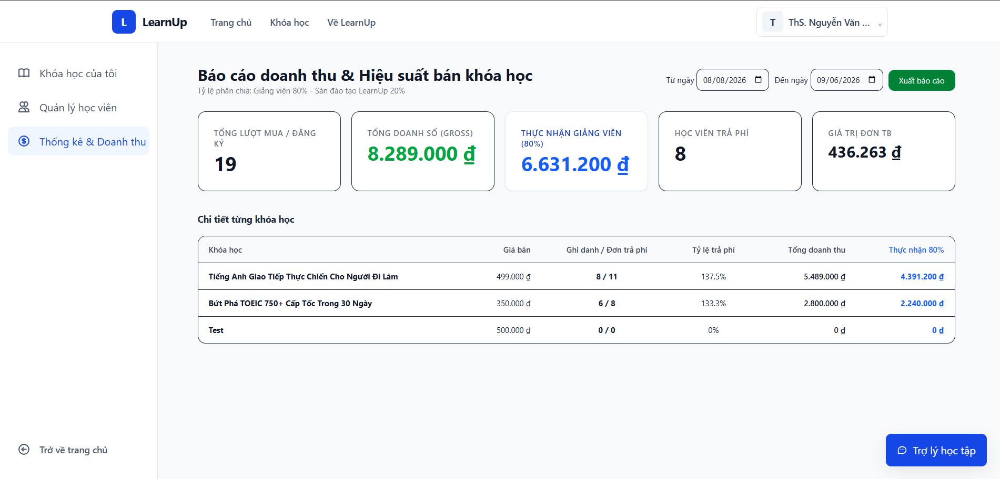 L LearnUp Trang chủ Khóa học Về LearnUp T ThS. Nguyễn Văn ...
Khóa học của tôi
Quản lý học viên
Thống kê & Doanh thu
Trở về trang chủ
Báo cáo doanh thu & Hiệu suất bán khóa học
Tỷ lệ phân chia: Giảng viên 80% - Sàn đào tạo LearnUp 20%
Từ ngày 08/08/2026 Đến ngày 09/06/2026 Xuất báo cáo
TỔNG LƯỢT MUA / ĐĂNG
KÝ
19
TỔNG DOANH SỐ (GROSS)
8.289.000 ₫
THỰC NHẬN GIẢNG VIÊN
(80%)
6.631.200 ₫
HỌC VIÊN TRẢ PHÍ
8
GIÁ TRỊ ĐƠN TB
436.263 ₫
Chi tiết từng khóa học
Khóa học Giá bán Ghi danh / Đơn trả phí Tỷ lệ trả phí Tổng doanh thu Thực nhận 80%
Tiếng Anh Giao Tiếp Thực Chiến Cho Người Đi Làm 499.000 ₫ 8 / 11 137.5% 5.489.000 ₫ 4.391.200 ₫
Bứt Phá TOEIC 750+ Cấp Tốc Trong 30 Ngày 350.000 ₫ 6 / 8 133.3% 2.800.000 ₫ 2.240.000 ₫
Test 500.000 ₫ 0 / 0 0% 0 ₫ 0 ₫
Trợ lý học tập